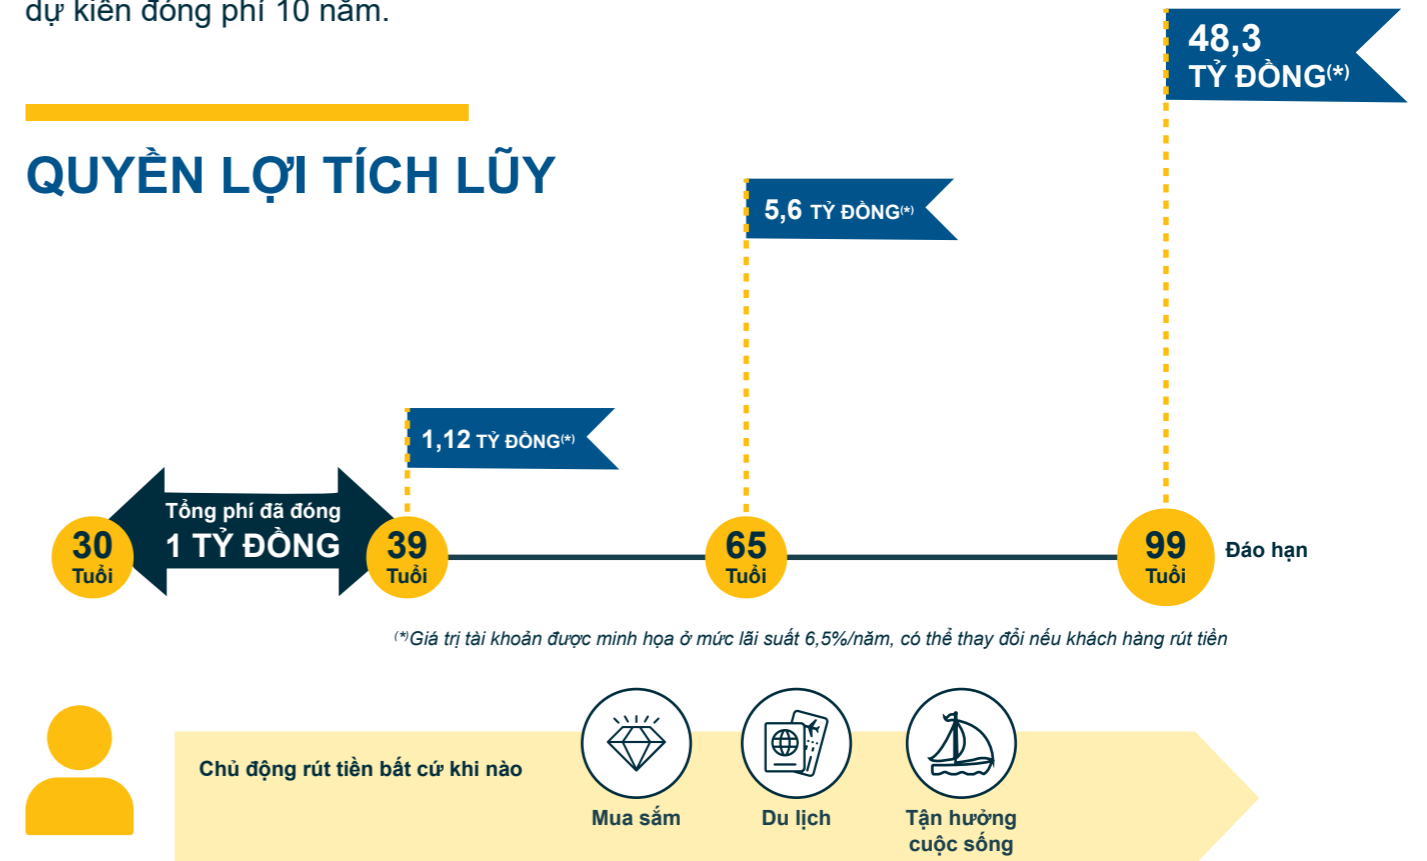 dự kiến đóng phí 10 năm.
48,3
TỶ ĐỒNG(*)
QUYỀN LỢI TÍCH LŨY
5,6 TỶ ĐỒNG(*)
1,12 TỶ ĐỒNG(*)
Tổng phí đã đóng
1 TỶ ĐỒNG
30
Tuổi
39
Tuổi
65
Tuổi
99
Tuổi
Đáo hạn
(*)Giá trị tài khoản được minh họa ở mức lãi suất 6,5%/năm, có thể thay đổi nếu khách hàng rút tiền
Chủ động rút tiền bất cứ khi nào
Mua sắm
Du lịch
Tận hưởng
cuộc sống